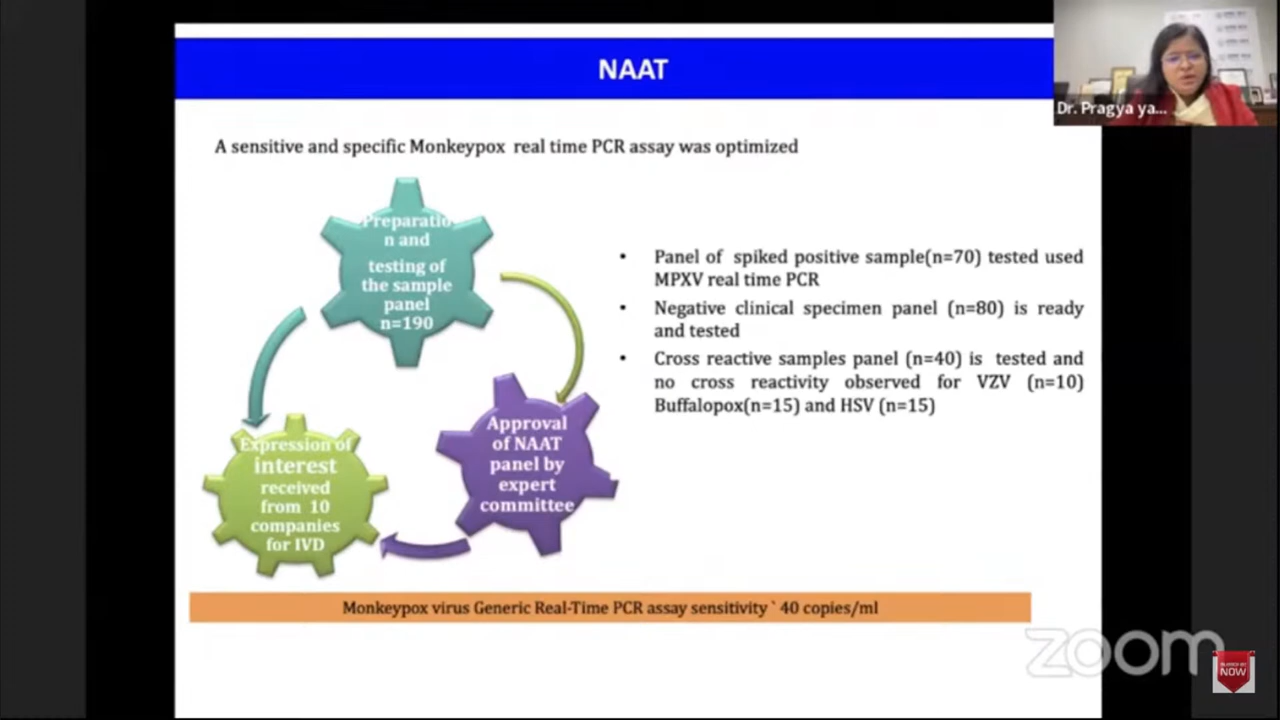 NAAT
Dr. Pragya ya...
A sensitive and specific Monkeypox real time PCR assay was optimized
Preparatio
n and
testing of
the sample
panel
n=190
Approval
of NAAT
panel by
expert
committee
Expression of
interest
received
from 10
companies
for IVD
• Panel of spiked positive sample(n=70) tested used
MPXV real time PCR
• Negative clinical specimen panel (n=80) is ready
and tested
• Cross reactive samples panel (n=40) is tested and
no cross reactivity observed for VZV (n=10)
Buffalopox(n=15) and HSV (n=15)
Monkeypox virus Generic Real-Time PCR assay sensitivity ` 40 copies/ml
zoom
NOW